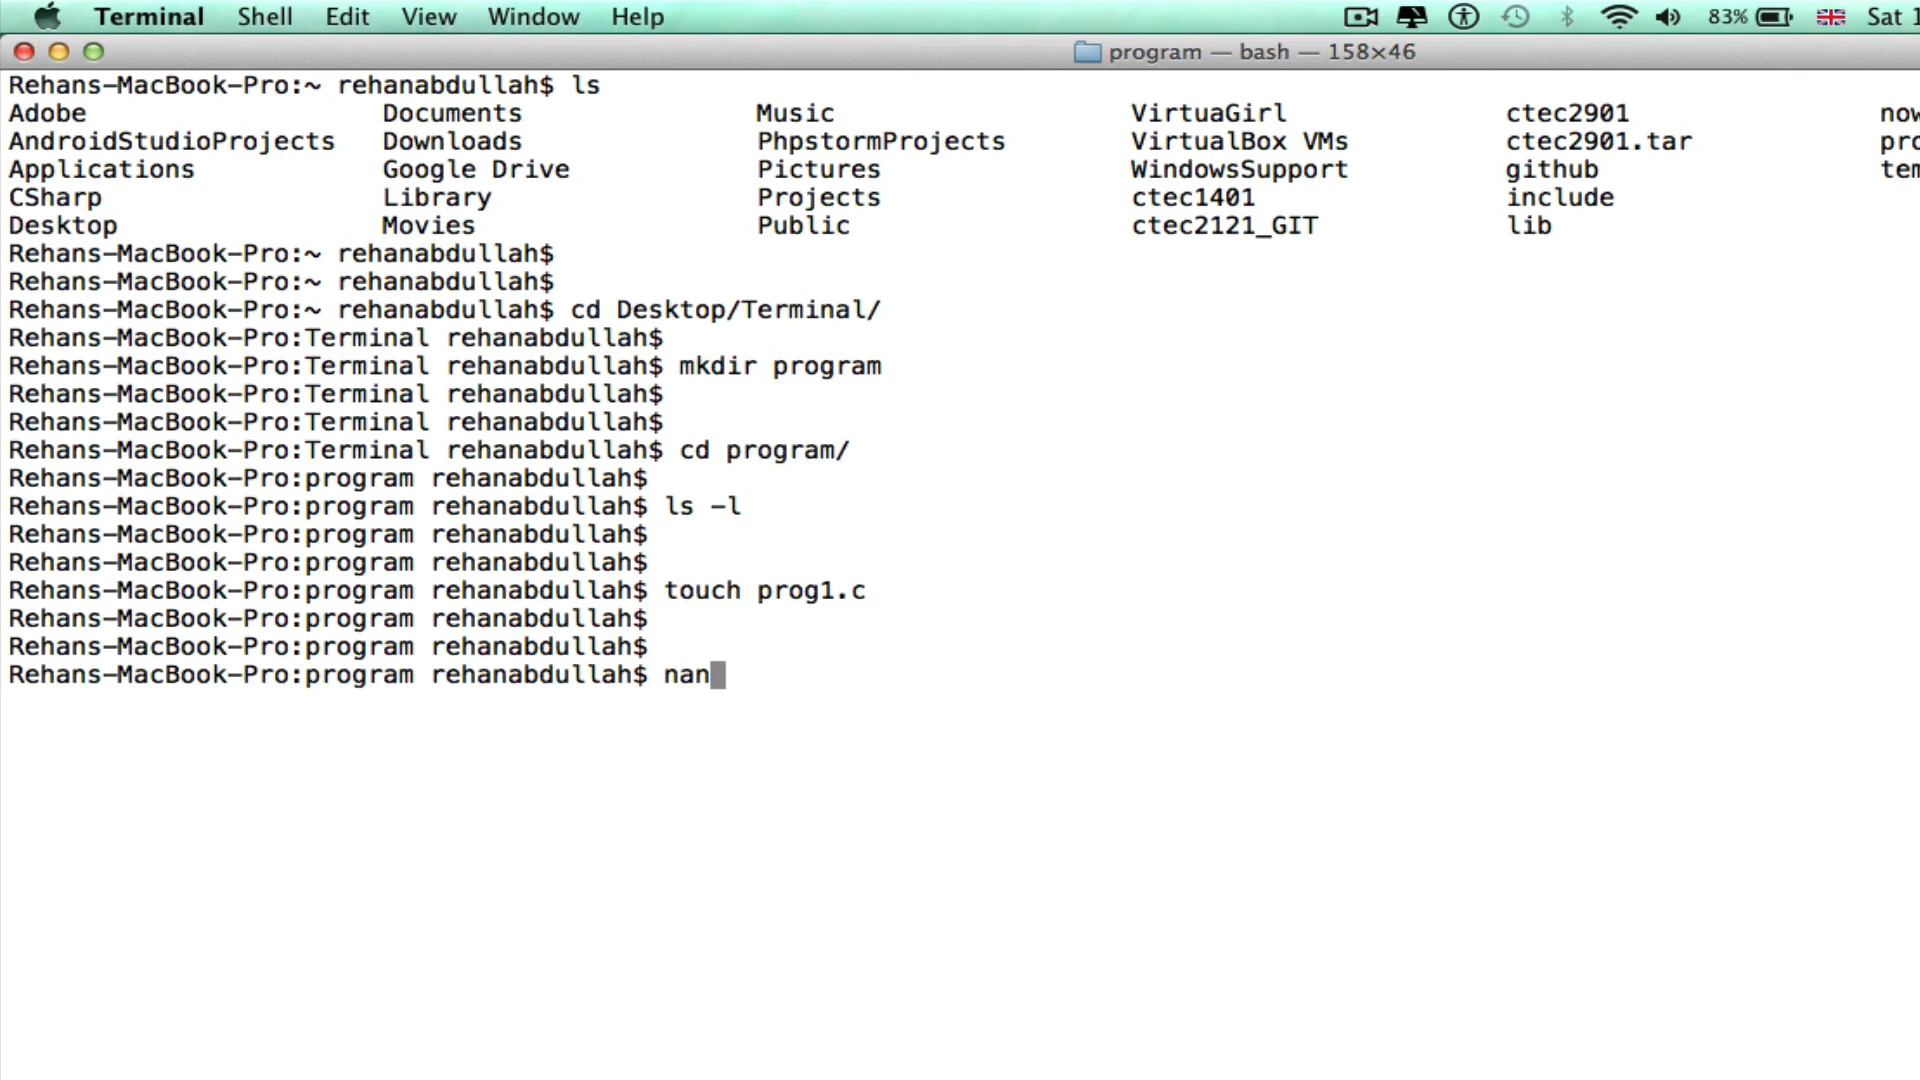 Terminal Shell Edit View Window Help 83% Sat
program — bash — 158×46
Rehans-MacBook-Pro:~ rehanabdullah$ ls
Adobe Documents Music VirtuaGirl ctec2901
AndroidStudioProjects Downloads PhpstormProjects VirtualBox VMs ctec2901.tar
Applications Google Drive Pictures WindowsSupport github
CSharp Library Projects ctec1401 include
Desktop Movies Public ctec2121_GIT lib
Rehans-MacBook-Pro:~ rehanabdullah$
Rehans-MacBook-Pro:~ rehanabdullah$
Rehans-MacBook-Pro:~ rehanabdullah$ cd Desktop/Terminal/
Rehans-MacBook-Pro:Terminal rehanabdullah$
Rehans-MacBook-Pro:Terminal rehanabdullah$ mkdir program
Rehans-MacBook-Pro:Terminal rehanabdullah$
Rehans-MacBook-Pro:Terminal rehanabdullah$
Rehans-MacBook-Pro:Terminal rehanabdullah$ cd program/
Rehans-MacBook-Pro:program rehanabdullah$
Rehans-MacBook-Pro:program rehanabdullah$ ls -l
Rehans-MacBook-Pro:program rehanabdullah$
Rehans-MacBook-Pro:program rehanabdullah$
Rehans-MacBook-Pro:program rehanabdullah$ touch prog1.c
Rehans-MacBook-Pro:program rehanabdullah$
Rehans-MacBook-Pro:program rehanabdullah$
Rehans-MacBook-Pro:program rehanabdullah$ nan